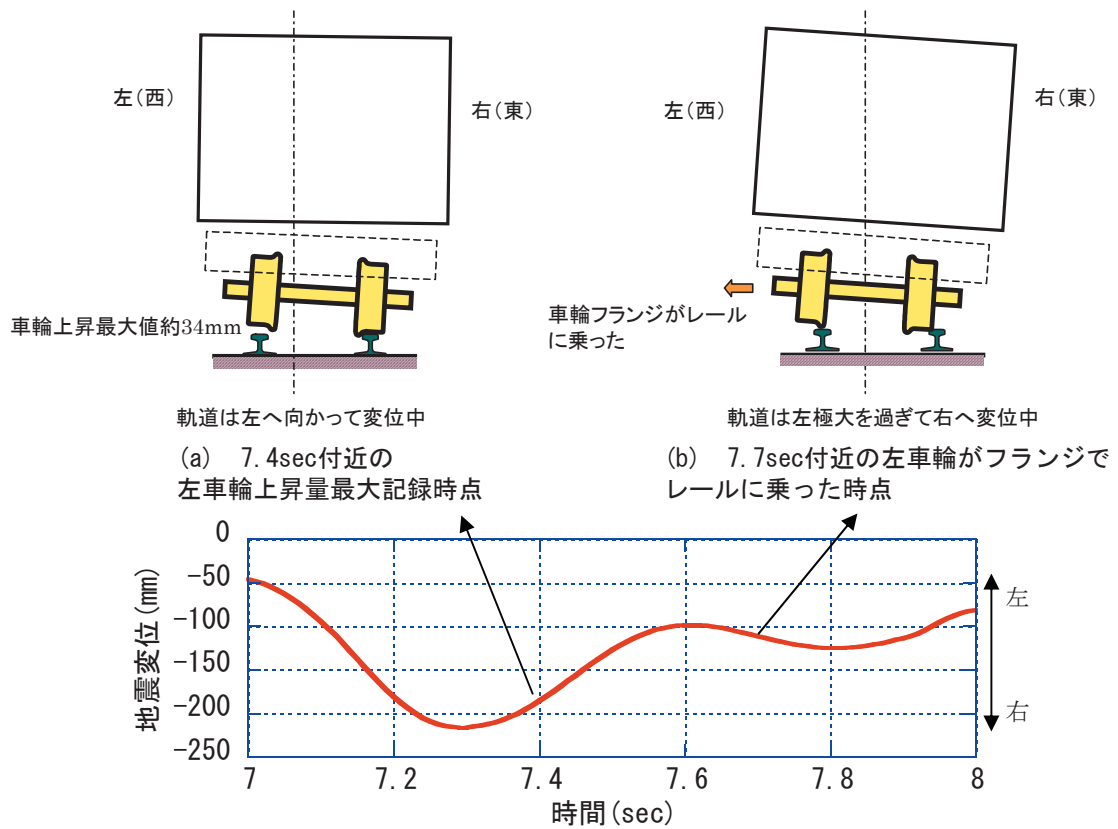 左(西)
右(東)
車輪上昇最大値約34mm
軌道は左へ向かって変位中
(a) 7.4sec付近の
左車輪上昇量最大記録時点
左(西)
右(東)
車輪フランジがレール
に乗った
軌道は左極大を過ぎて右へ変位中
(b) 7.7sec付近の左車輪がフランジで
レールに乗った時点
地震変位(mm)
0
-50
-100
-150
-200
-250
左
右
7
7.2
7.4
7.6
7.8
8
時間(sec)